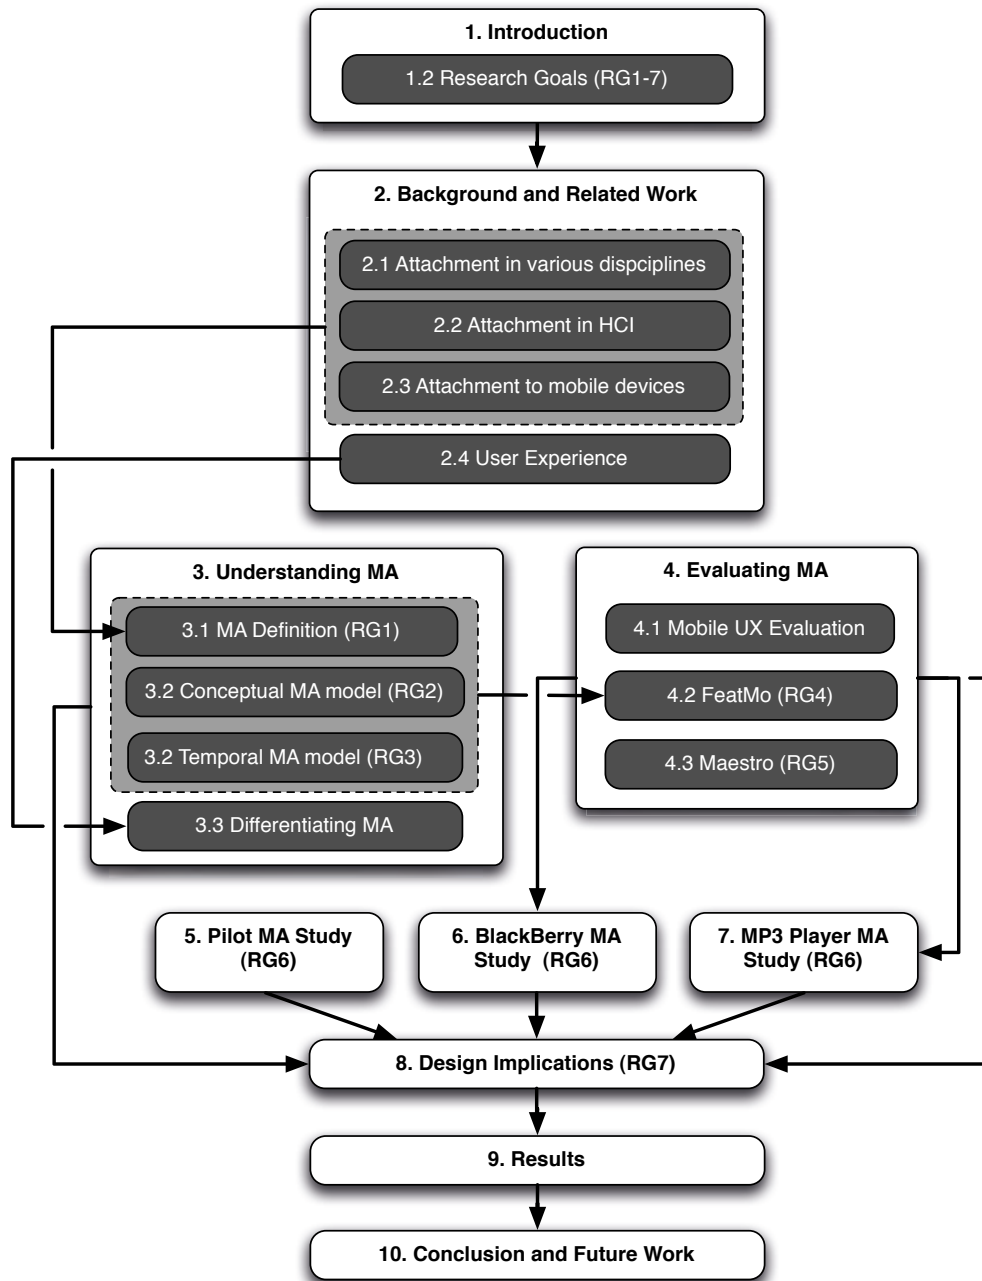 1. Introduction
1.2 Research Goals (RG1-7)
2. Background and Related Work
2.1 Attachment in various dispciplines
2.2 Attachment in HCI
2.3 Attachment to mobile devices
2.4 User Experience
3. Understanding MA
3.1 MA Definition (RG1)
3.2 Conceptual MA model (RG2)
3.2 Temporal MA model (RG3)
3.3 Differentiating MA
4. Evaluating MA
4.1 Mobile UX Evaluation
4.2 FeatMo (RG4)
4.3 Maestro (RG5)
5. Pilot MA Study
(RG6)
6. BlackBerry MA
Study (RG6)
7. MP3 Player MA
Study (RG6)
8. Design Implications (RG7)
9. Results
10. Conclusion and Future Work